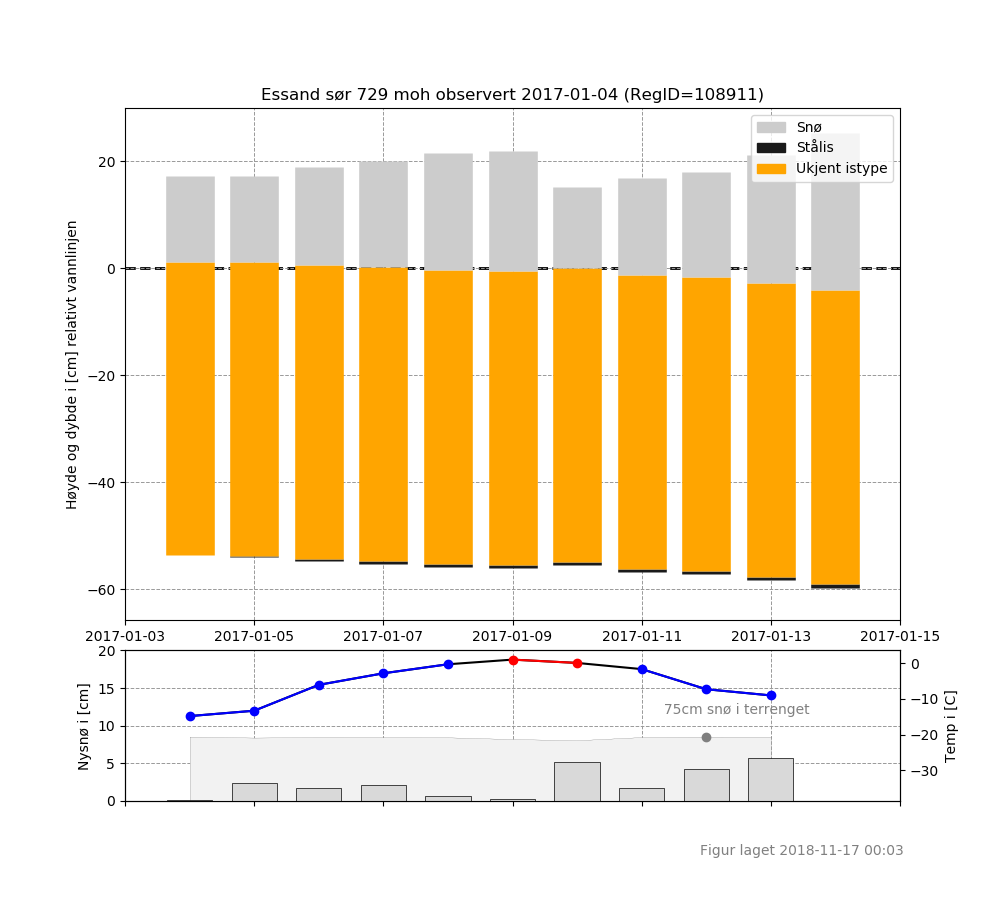 Essand sør 729 moh observert 2017-01-04 (RegID=108911)
Snø
Stålis
Ukjent istype
Høyde og dybde i [cm] relativt vannlinjen
20
0
−20
−40
−60
2017-01-03 2017-01-05 2017-01-07 2017-01-09 2017-01-11 2017-01-13 2017-01-15
Nysnø i [cm]
20
15
10
5
0
75cm snø i terrenget
0
−10
−20
−30
Temp i [C]
Figur laget 2018-11-17 00:03